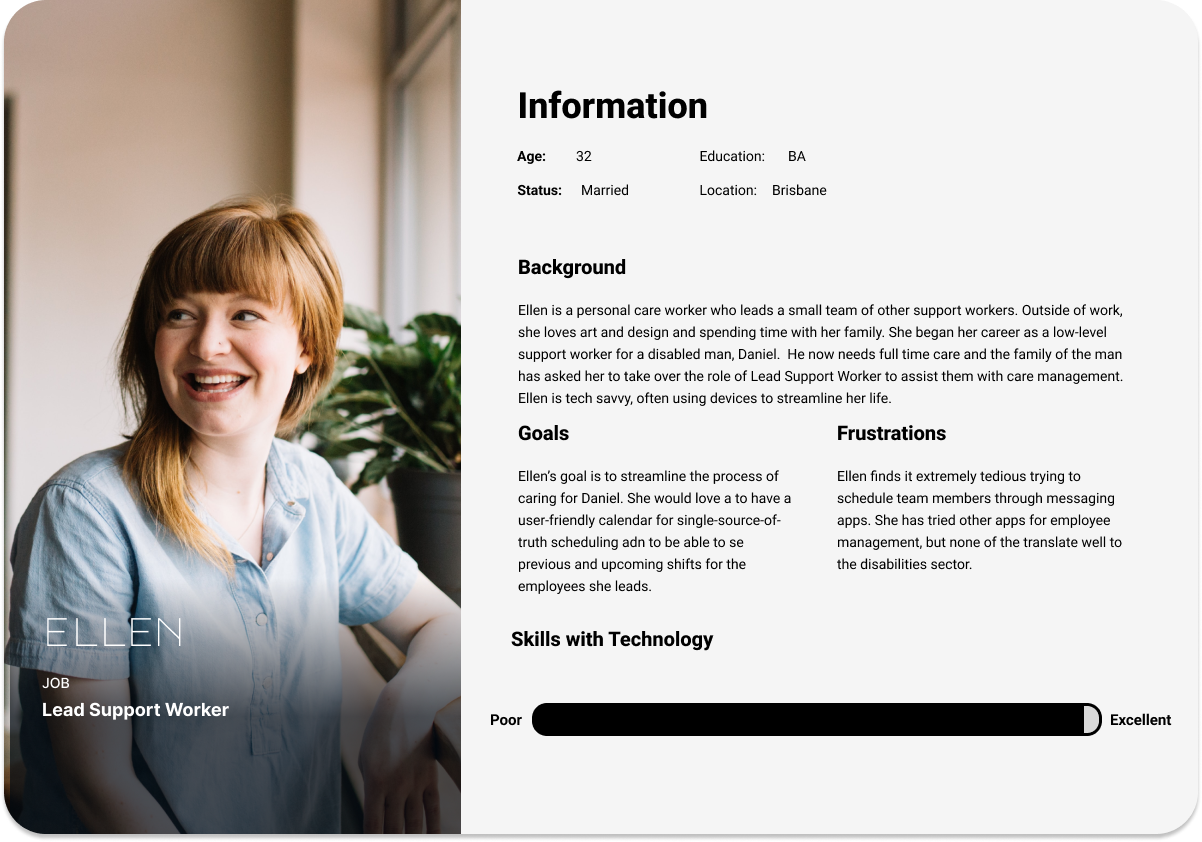 Information
Age: 32 Education: BA
Status: Married Location: Brisbane
Background
Ellen is a personal care worker who leads a small team of other support workers. Outside of work,
she loves art and design and spending time with her family. She began her career as a low-level
support worker for a disabled man, Daniel.  He now needs full time care and the family of the man
has asked her to take over the role of Lead Support Worker to assist them with care management.
Ellen is tech savvy, often using devices to streamline her life.
Goals
Ellen’s goal is to streamline the process of
caring for Daniel. She would love a to have a
user-friendly calendar for single-source-of-
truth scheduling adn to be able to se
previous and upcoming shifts for the
employees she leads.
Frustrations
Ellen finds it extremely tedious trying to
schedule team members through messaging
apps. She has tried other apps for employee
management, but none of the translate well to
the disabilities sector.
Skills with Technology
Poor Excellent
ELLEN
JOB
Lead Support Worker